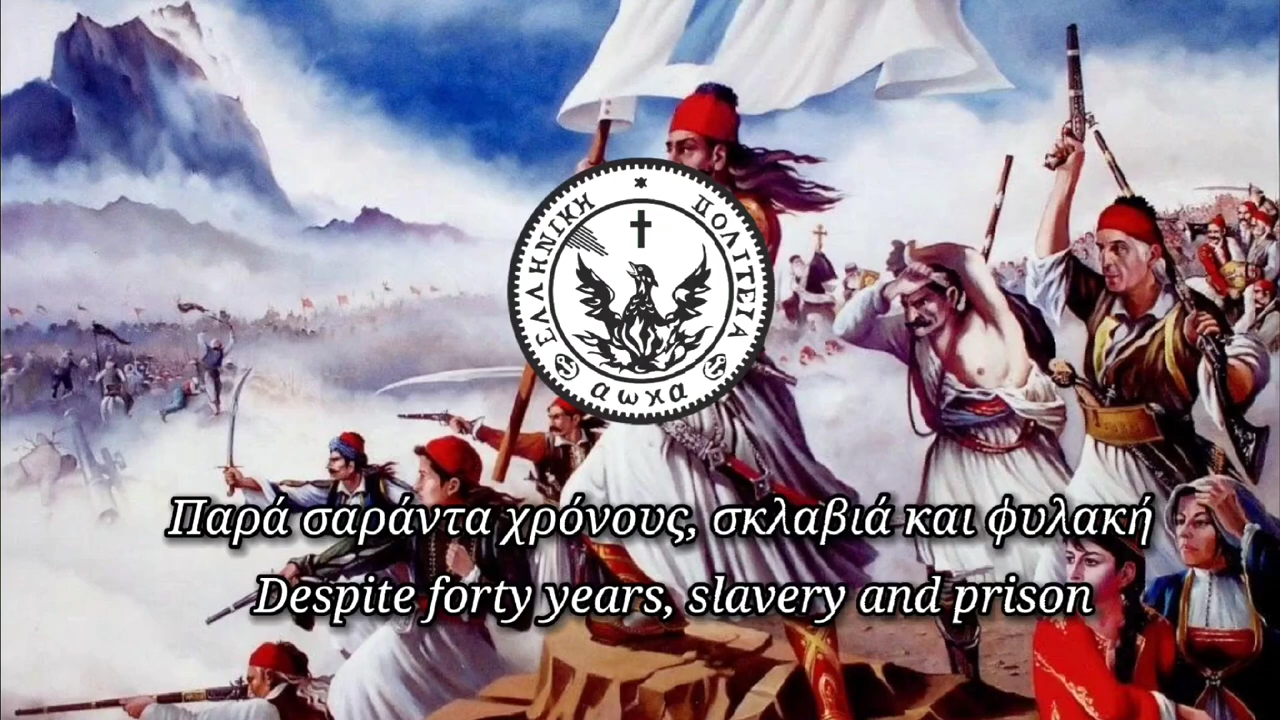 ΕΛΛΗΝΙΚΗ ΠΟΛΙΤΕΙΑ
αωκα
Παρά σαράντα χρόνους, σκλαβιά και φυλακή
Despite forty years, slavery and prison